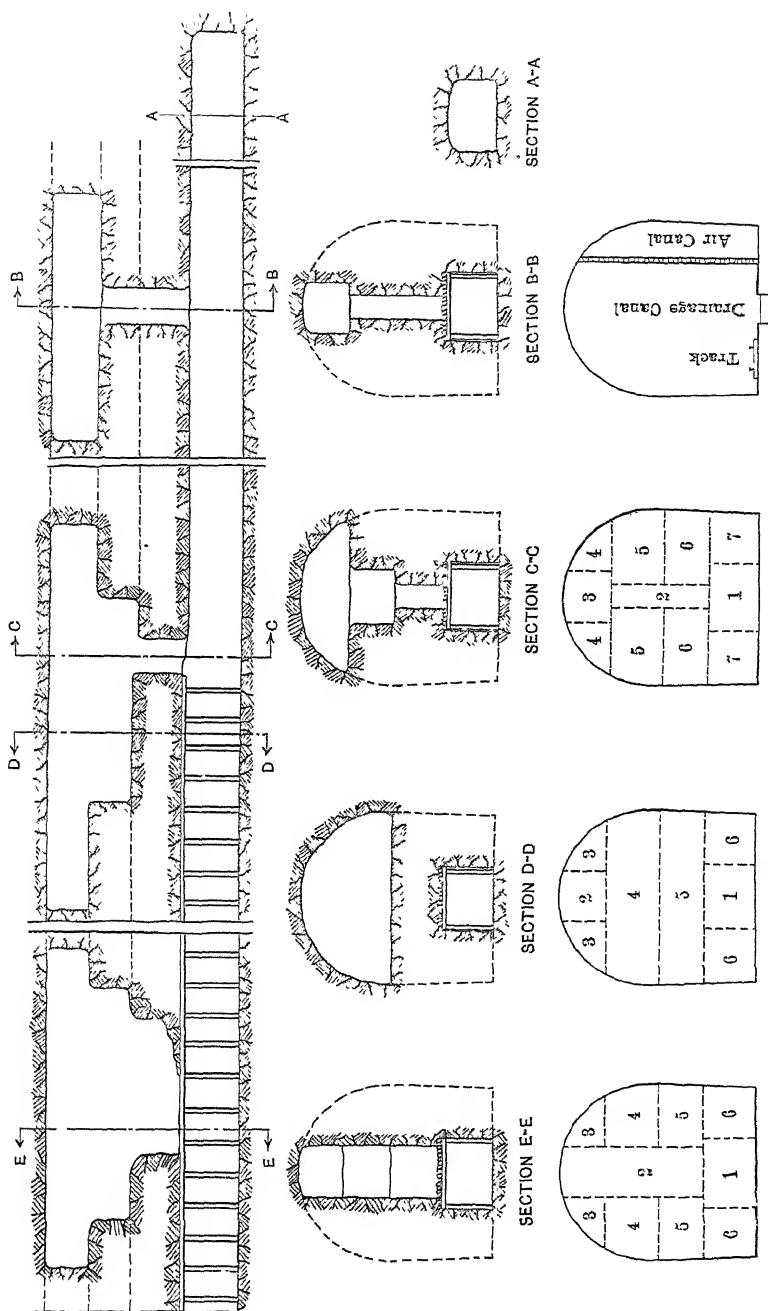 E D C B A
E D C B A
SECTION E-E
SECTION D-D
SECTION C-C
SECTION B-B
SECTION A-A
3 3
4 2 4
5 5
6 1 6
3 2 3
4
5
6 1 6
4 3 4
5 2 5
6 6
7 1 7
Track
Drainage Canal
Air Canal